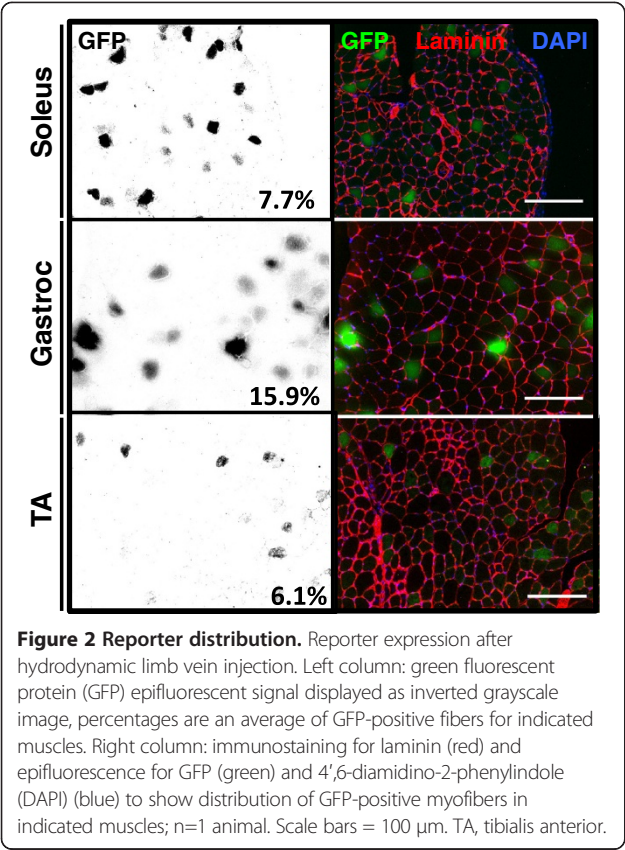 Soleus
GFP
GFP Laminin DAPI
7.7%
Gastroc
15.9%
TA
6.1%
Figure 2 Reporter distribution. Reporter expression after
hydrodynamic limb vein injection. Left column: green fluorescent
protein (GFP) epifluorescent signal displayed as inverted grayscale
image, percentages are an average of GFP-positive fibers for indicated
muscles. Right column: immunostaining for laminin (red) and
epifluorescence for GFP (green) and 4′,6-diamidino-2-phenylindole
(DAPI) (blue) to show distribution of GFP-positive myofibers in
indicated muscles; n=1 animal. Scale bars = 100 μm. TA, tibialis anterior.